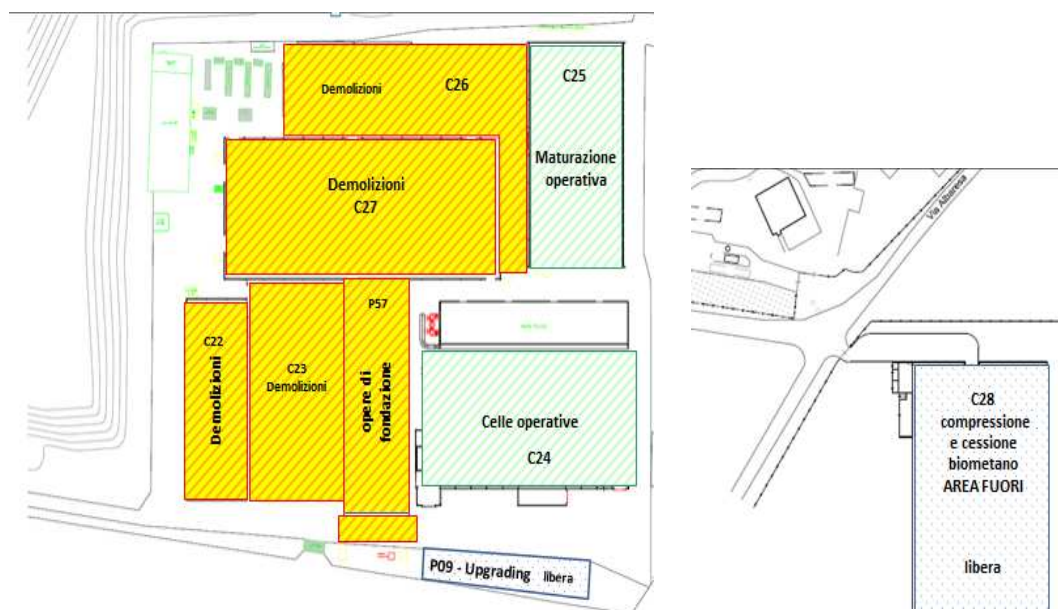 Demolizioni
C26
C25
Maturazione
operativa
Demolizioni
C27
C22
Demolizioni
C23
Demolizioni
P57
opere di
fondazione
Celle operative
C24
P09 - Upgrading libera
Via Albaresa
C28
compressione
e cessione
biometano
AREA FUORI
libera